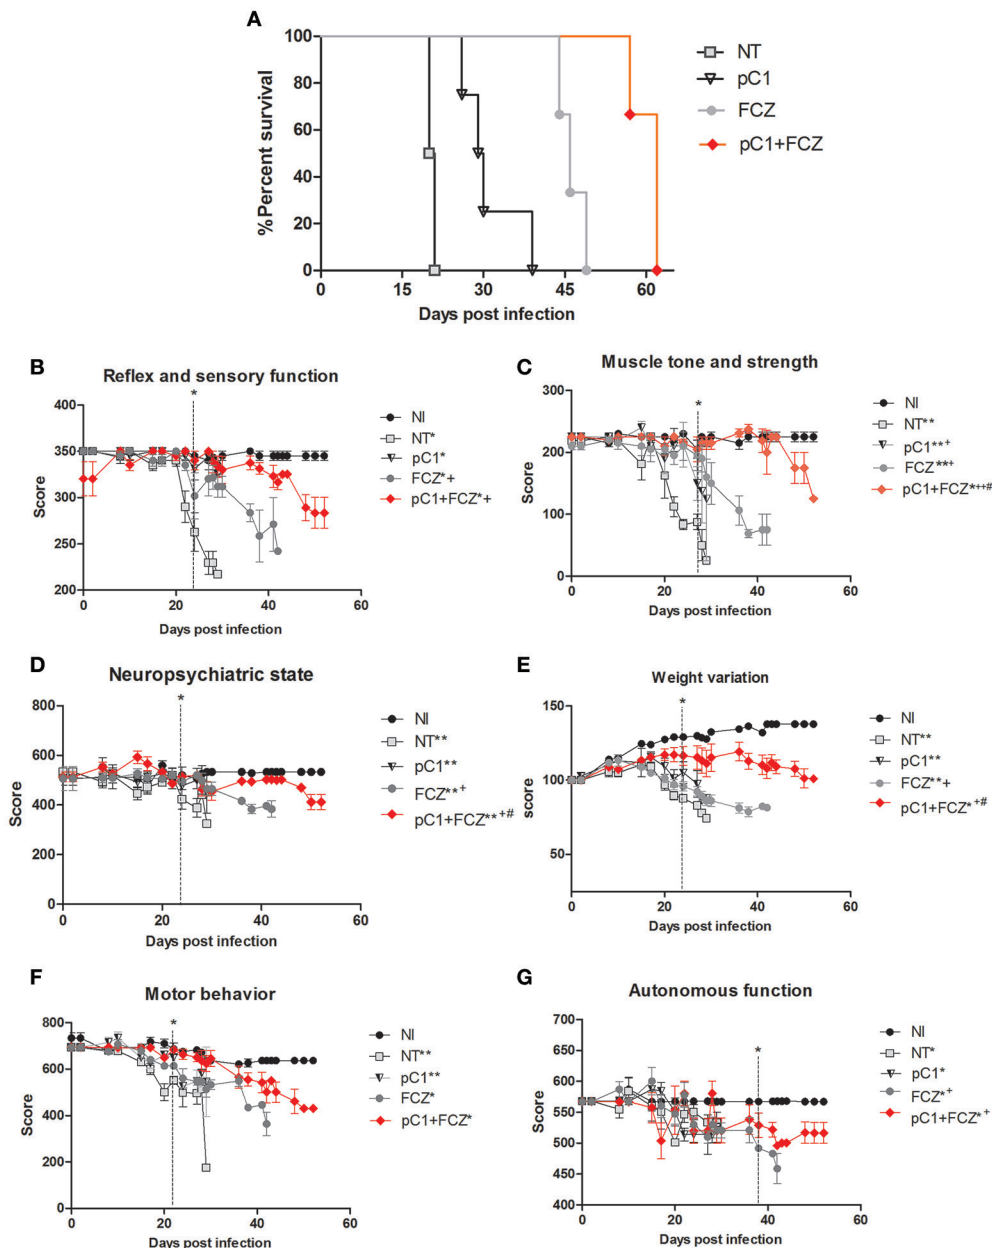 A
%Percent survival
100
80
60
40
20
0
0 15 30 45 60
Days post infection
NT
pC1
FCZ
pC1+FCZ
B
Reflex and sensory function
*
Score
400
350
300
250
200
0 20 40 60
Days post infection
NI
NT*
pC1*
FCZ*+
pC1+FCZ*+
C
Muscle tone and strength
*
Score
300
200
100
0
0 20 40 60
Days post infection
NI
NT**
pC1**+
FCZ**+
pC1+FCZ*++#
D
Neuropsychiatric state
*
Score
800
600
400
200
0
0 20 40 60
Days post infection
NI
NT**
pC1**
FCZ**+
pC1+FCZ**+#
E
Weight variation
*
score
150
100
50
0 20 40 60
Days post infection
NI
NT**
pC1**
FCZ**+
pC1+FCZ*+#
F
Motor behavior
*
Score
800
600
400
200
0
0 20 40 60
Days post infection
NI
NT**
pC1**
FCZ*
pC1+FCZ*
G
Autonomous function
*
score
700
650
600
550
500
450
400
0 20 40 60
Days post infection
NI
NT*
pC1*
FCZ*+
pC1+FCZ*+